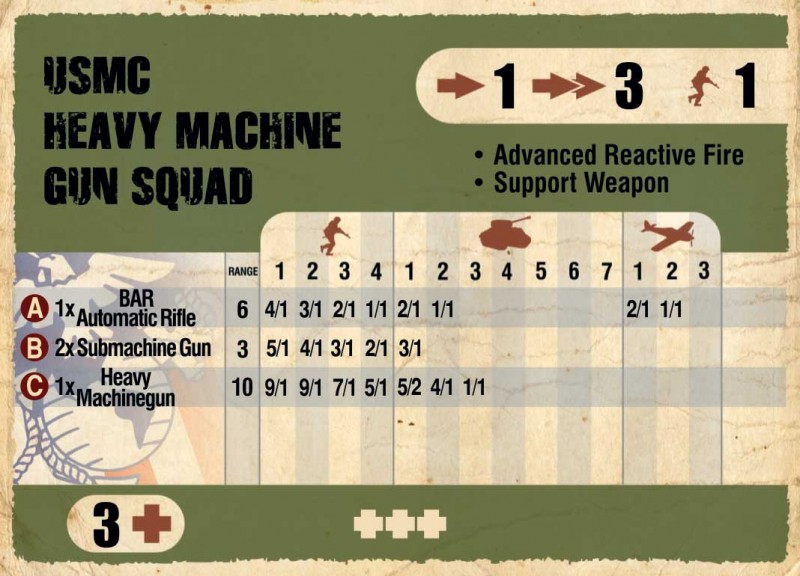 USMC
HEAVY MACHINE
GUN SQUAD
1 3 1
• Advanced Reactive Fire
• Support Weapon
RANGE 1 2 3 4 1 2 3 4 5 6 7 1 2 3
A 1x BAR Automatic Rifle 6 4/1 3/1 2/1 1/1 2/1 1/1 2/1 1/1
B 2x Submachine Gun 3 5/1 4/1 3/1 2/1 3/1
C 1x Heavy Machinegun 10 9/1 9/1 7/1 5/1 5/2 4/1 1/1
3